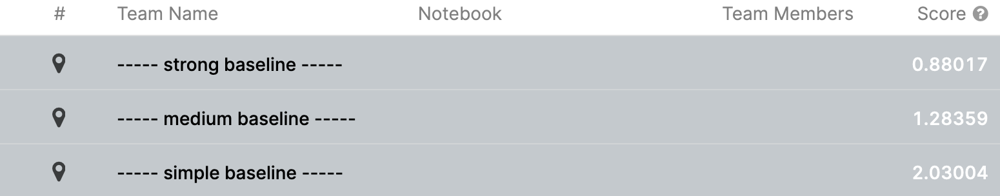 # Team Name Notebook Team Members Score ?
----- strong baseline ----- 0.88017
----- medium baseline ----- 1.28359
----- simple baseline ----- 2.03004